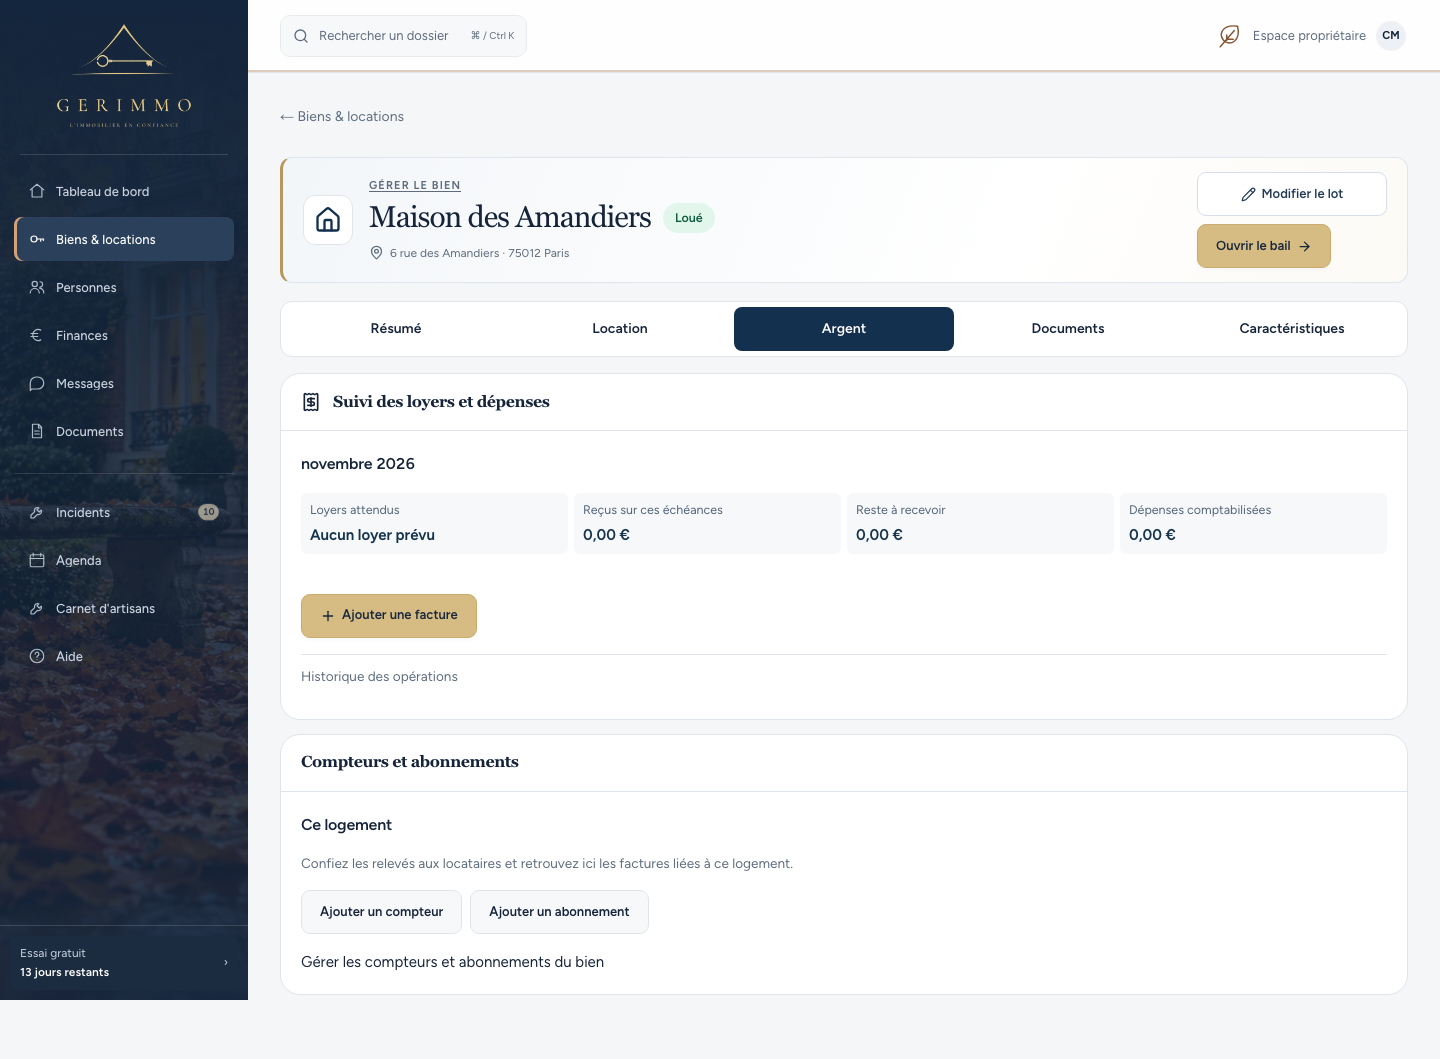 GERIMMO
L'IMMOBILIER EN CONFIANCE
Tableau de bord
Biens & locations
Personnes
Finances
Messages
Documents
Incidents 10
Agenda
Carnet d'artisans
Aide
Essai gratuit
13 jours restants
Rechercher un dossier ⌘ / Ctrl K
Espace propriétaire CM
← Biens & locations
GÉRER LE BIEN
Maison des Amandiers Loué
6 rue des Amandiers · 75012 Paris
Modifier le lot
Ouvrir le bail →
Résumé Location Argent Documents Caractéristiques
Suivi des loyers et dépenses
novembre 2026
Loyers attendus Reçus sur ces échéances Reste à recevoir Dépenses comptabilisées
Aucun loyer prévu 0,00 € 0,00 € 0,00 €
+ Ajouter une facture
Historique des opérations
Compteurs et abonnements
Ce logement
Confiez les relevés aux locataires et retrouvez ici les factures liées à ce logement.
Ajouter un compteur Ajouter un abonnement
Gérer les compteurs et abonnements du bien